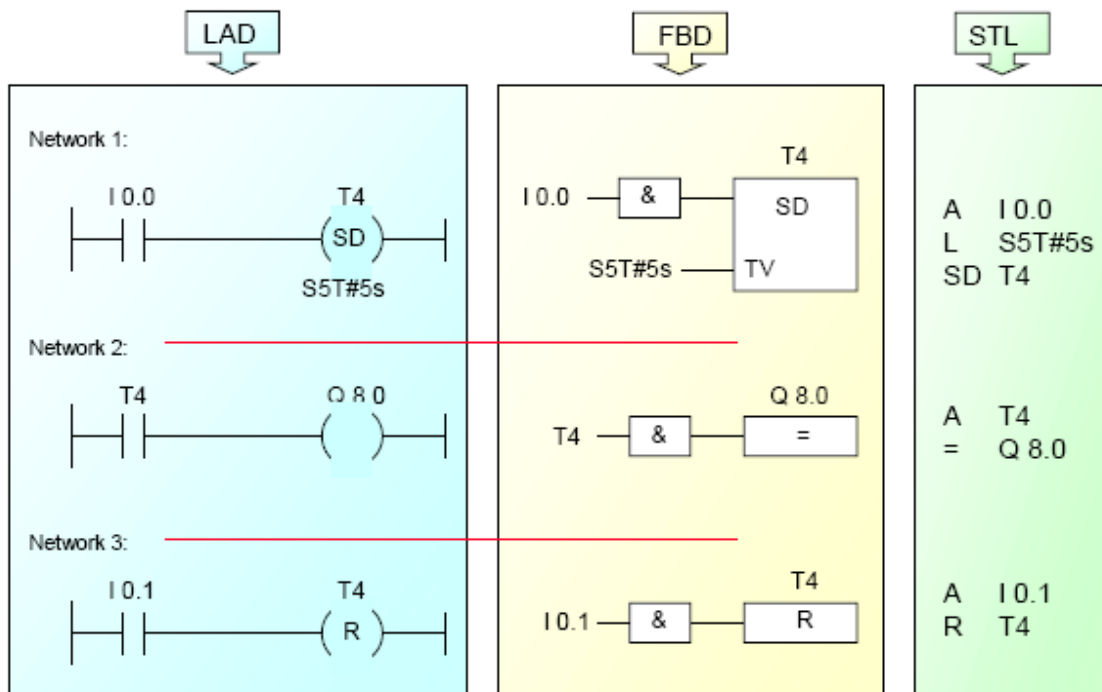 LAD
FBD
STL
Network 1:
I 0.0
T4
SD
S5T#5s
Network 2:
T4
Q 8.0
Network 3:
I 0.1
T4
R
T4
I 0.0
&
SD
S5T#5s
TV
Q 8.0
T4
&
=
T4
I 0.1
&
R
A I 0.0
L S5T#5s
SD T4
A T4
= Q 8.0
A I 0.1
R T4